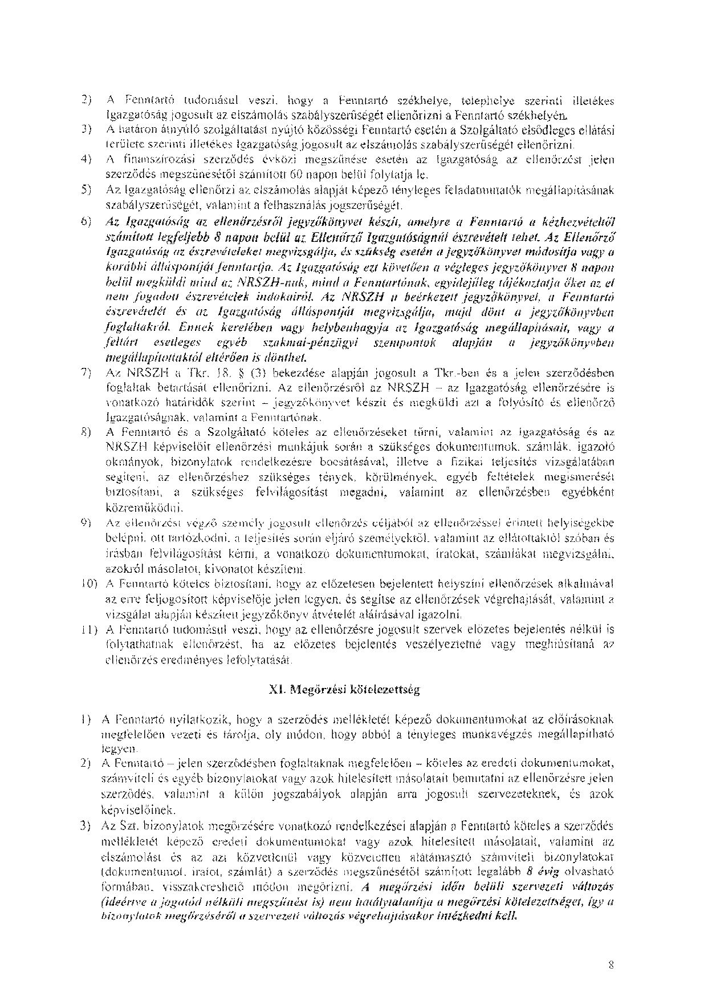 2) A Fenntartó tudomásul veszi, hogy a Fenntartó székhelye, telephelye szerinti illetékes
Igazgatóság jogosult az elszámolás szabályszerűségét ellenőrizni a Fenntartó székhelyén.
3) A határon átnyúló szolgáltatást nyújtó közösségi Fenntartó esetén a Szolgáltató elsődleges ellátási
területe szerinti illetékes Igazgatóság jogosult az elszámolás szabályszerűségét ellenőrizni.
4) A finanszírozási szerződés évközi megszűnése esetén az Igazgatóság az ellenőrzést jelen
szerződés megszűnésétől számított 60 napon belül folytatja le.
5) Az Igazgatóság ellenőrzi az elszámolás alapját képező tényleges feladatmutatók megállapításának
szabályszerűségét, valamint a felhasználás jogszerűségét.
6) Az Igazgatóság az ellenőrzésről jegyzőkönyvet készít, amelyre a Fenntartó a kézhezvételtől
számított legfeljebb 8 napon belül az Ellenőrző Igazgatóságnál észrevételt tehet. Az Ellenőrző
Igazgatóság az észrevételeket megvizsgálja, és szükség esetén a jegyzőkönyvet módosítja vagy a
korábbi álláspontját fenntartja. Az Igazgatóság ezt követően a végleges jegyzőkönyvet 8 napon
belül megküldi mind az NRSZH-nak, mind a Fenntartónak, egyidejűleg tájékoztatja őket az el
nem fogadott észrevételek indokairól. Az NRSZH a beérkezett jegyzőkönyvet, a Fenntartó
észrevételét és az Igazgatóság álláspontját megvizsgálja, majd dönt a jegyzőkönyvben
foglaltakról. Ennek keretében vagy helybenhagyja az Igazgatóság megállapításait, vagy a
feltárt esetleges egyéb szakmai-pénzügyi szempontok alapján a jegyzőkönyvben
megállapítottaktól eltérően is dönthet.
7) Az NRSZH a Tkr. 18. § (3) bekezdése alapján jogosult a Tkr.-ben és a jelen szerződésben
foglaltak betartását ellenőrizni. Az ellenőrzésről az NRSZH – az Igazgatóság ellenőrzésére is
vonatkozó határidők szerint – jegyzőkönyvet készít és megküldi azt a folyósító és ellenőrző
Igazgatóságnak, valamint a Fenntartónak.
8) A Fenntartó és a Szolgáltató köteles az ellenőrzéseket tűrni, valamint az igazgatóság és az
NRSZH képviselőit ellenőrzési munkájuk során a szükséges dokumentumok, számlák, igazoló
okmányok, bizonylatok rendelkezésre bocsátásával, illetve a fizikai teljesítés vizsgálatában
segíteni, az ellenőrzéshez szükséges tények, körülmények, egyéb feltételek megismerését
biztosítani, a szükséges felvilágosítást megadni, valamint az ellenőrzésben egyébként
közreműködni.
9) Az ellenőrzést végző személy jogosult ellenőrzés céljából az ellenőrzéssel érintett helyiségekbe
belépni, ott tartózkodni, a teljesítés során eljáró személyektől, valamint az ellátottaktól szóban és
írásban felvilágosítást kérni, a vonatkozó dokumentumokat, iratokat, számlákat megvizsgálni,
azokról másolatot, kivonatot készíteni.
10) A Fenntartó köteles biztosítani, hogy az előzetesen bejelentett helyszíni ellenőrzések alkalmával
az erre feljogosított képviselője jelen legyen, és segítse az ellenőrzések végrehajtását, valamint a
vizsgálat alapján készített jegyzőkönyv átvételét aláírásával igazolni.
11) A Fenntartó tudomásul veszi, hogy az ellenőrzésre jogosult szervek előzetes bejelentés nélkül is
folytathatnak ellenőrzést, ha az előzetes bejelentés veszélyeztetné vagy meghiúsítaná az
ellenőrzés eredményes lefolytatását.
XI. Megőrzési kötelezettség
1) A Fenntartó nyilatkozik, hogy a szerződés mellékletét képező dokumentumokat az előírásoknak
megfelelően vezeti és tárolja, oly módon, hogy abból a tényleges munkavégzés megállapítható
legyen.
2) A Fenntartó – jelen szerződésben foglaltaknak megfelelően – köteles az eredeti dokumentumokat,
számviteli és egyéb bizonylatokat vagy azok hitelesített másolatait bemutatni az ellenőrzésre jelen
szerződés, valamint a külön jogszabályok alapján arra jogosult szervezeteknek, és azok
képviselőinek.
3) Az Szt. bizonylatok megőrzésére vonatkozó rendelkezései alapján a Fenntartó köteles a szerződés
mellékletét képező eredeti dokumentumokat vagy azok hitelesített másolatait, valamint az
elszámolást és az azt közvetlenül vagy közvetetten alátámasztó számviteli bizonylatokat
(dokumentumot, iratot, számlát) a szerződés megszűnésétől számított legalább 8 évig olvasható
formában, visszakereshető módon megőrizni. A megőrzési időn belüli szervezeti változás
(ideértve a jogutód nélküli megszűnést is) nem hatálytalanítja a megőrzési kötelezettséget, így a
bizonylatok megőrzéséről a szervezeti változás végrehajtásakor intézkedni kell.
8